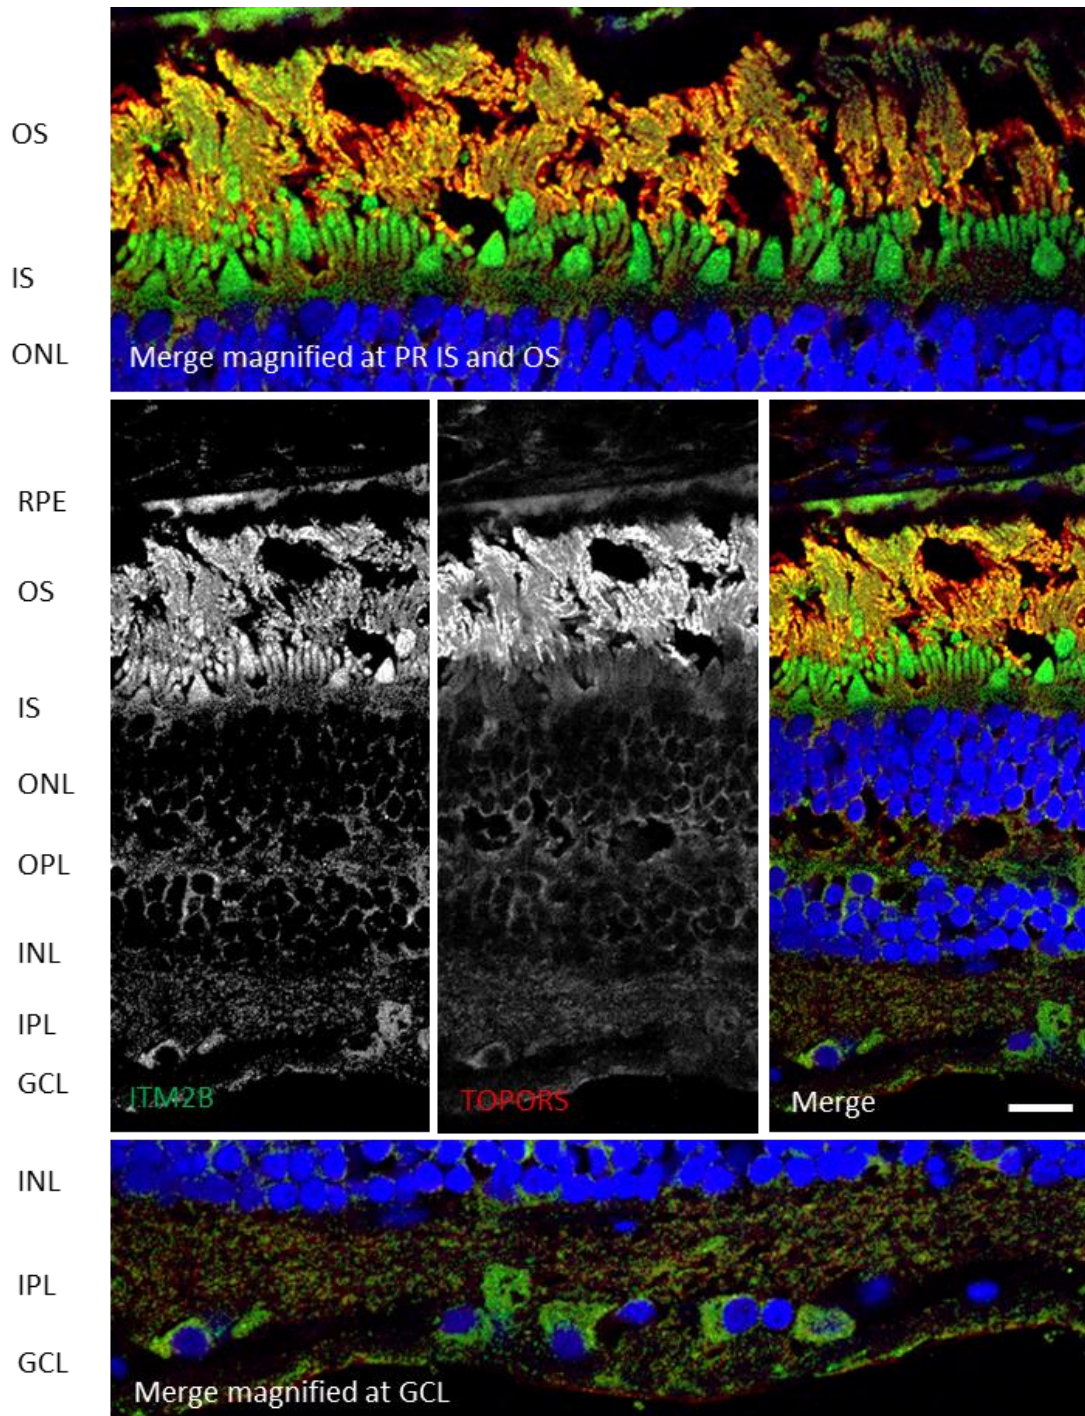 OS
IS
ONL
Merge magnified at PR IS and OS
RPE
OS
IS
ONL
OPL
INL
IPL
GCL
ITM2B
TOPORS
Merge
INL
IPL
GCL
Merge magnified at GCL